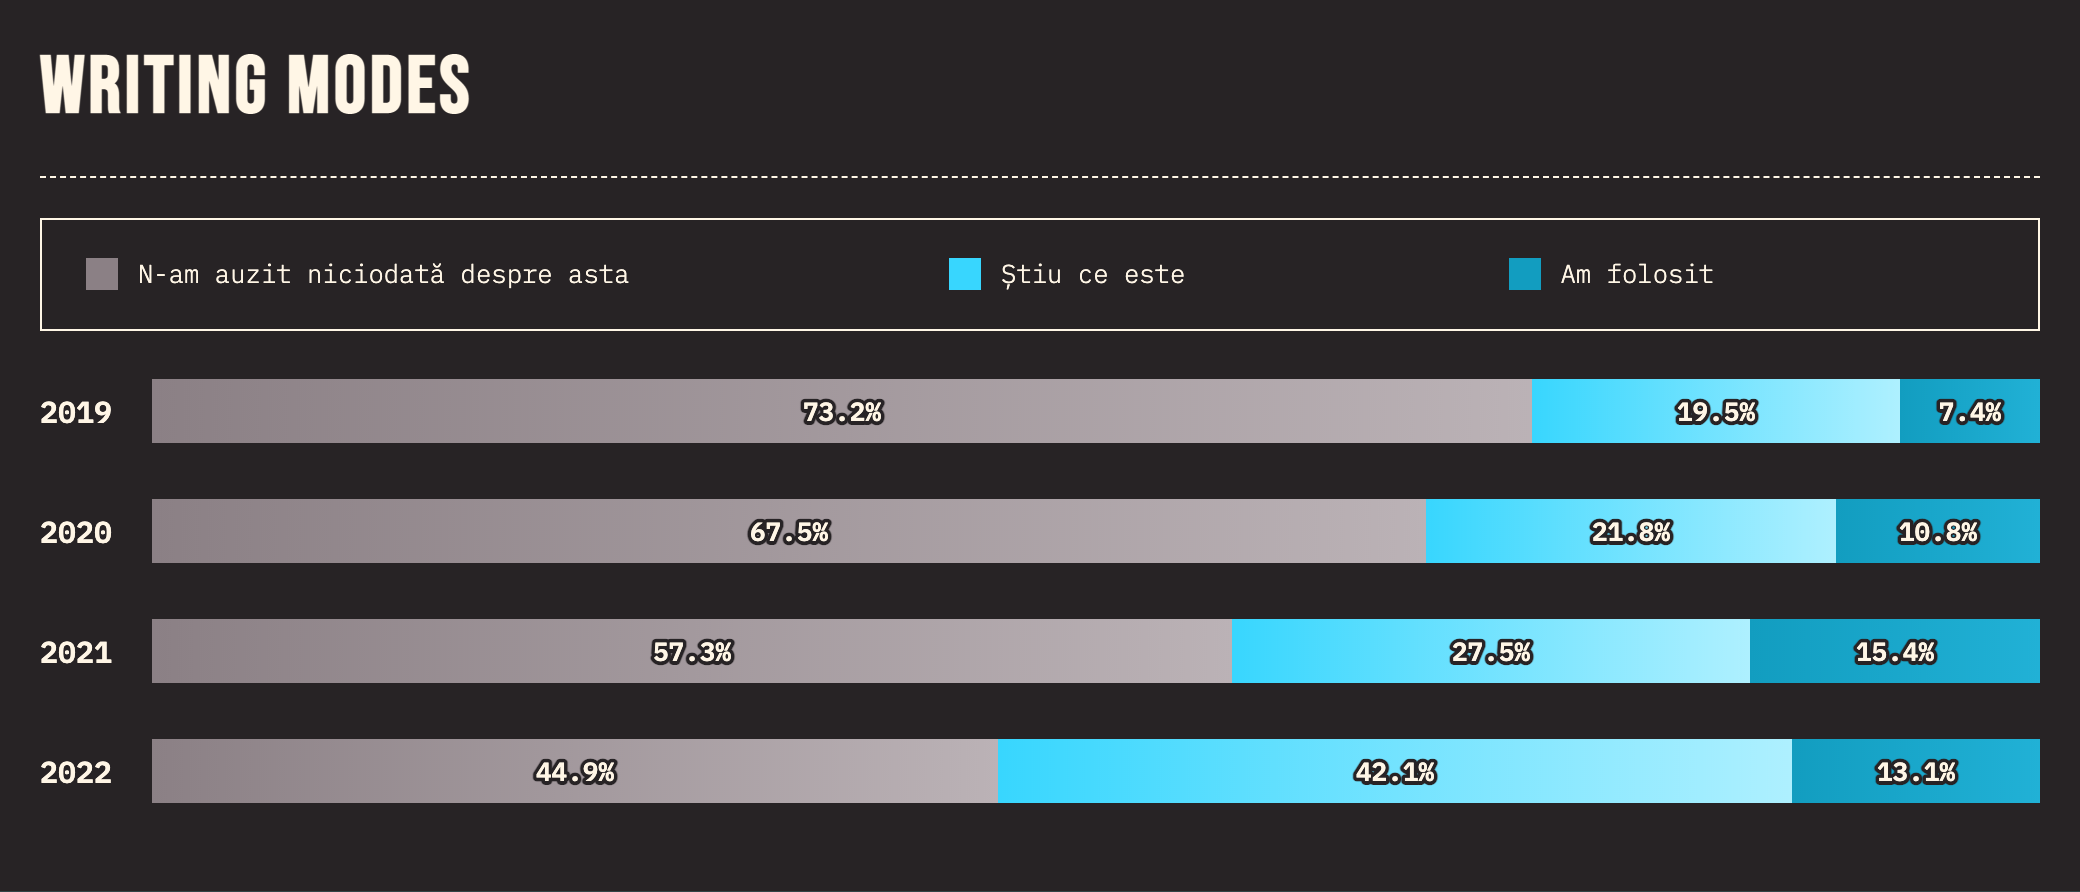 WRITING MODES
N-am auzit niciodată despre asta
Știu ce este
Am folosit
2019 73.2% 19.5% 7.4%
2020 67.5% 21.8% 10.8%
2021 57.3% 27.5% 15.4%
2022 44.9% 42.1% 13.1%